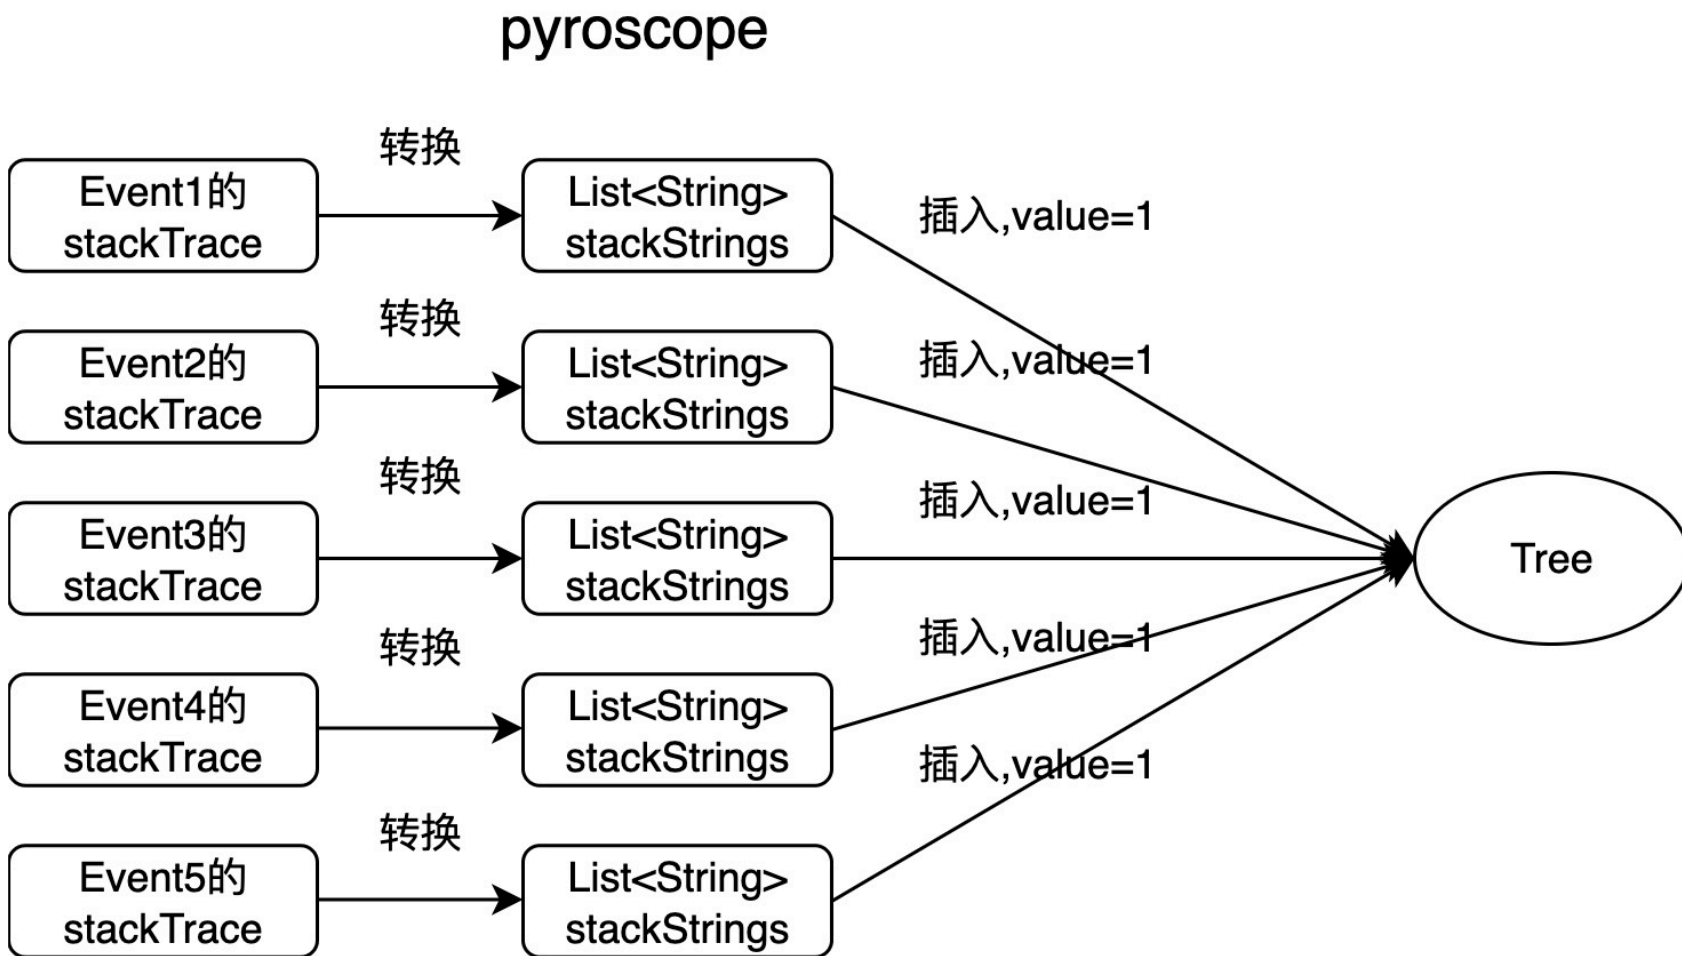 pyroscope
转换
Event1的
stackTrace
List<String>
stackStrings
插入,value=1
转换
Event2的
stackTrace
List<String>
stackStrings
插入,value=1
转换
Event3的
stackTrace
List<String>
stackStrings
插入,value=1
Tree
转换
Event4的
stackTrace
List<String>
stackStrings
插入,value=1
转换
Event5的
stackTrace
List<String>
stackStrings
插入,value=1